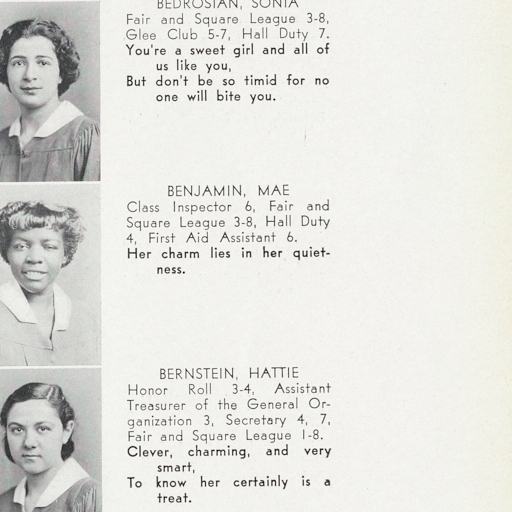 BEDROSIAN, SONIA
Fair and Square League 3-8,
Glee Club 5-7, Hall Duty 7.
You're a sweet girl and all of
us like you,
But don't be so timid for no
one will bite you.
BENJAMIN, MAE
Class Inspector 6, Fair and
Square League 3-8, Hall Duty
4, First Aid Assistant 6.
Her charm lies in her quiet-
ness.
BERNSTEIN, HATTIE
Honor Roll 3-4, Assistant
Treasurer of the General Or-
ganization 3, Secretary 4, 7,
Fair and Square League 1-8.
Clever, charming, and very
smart,
To know her certainly is a
treat.